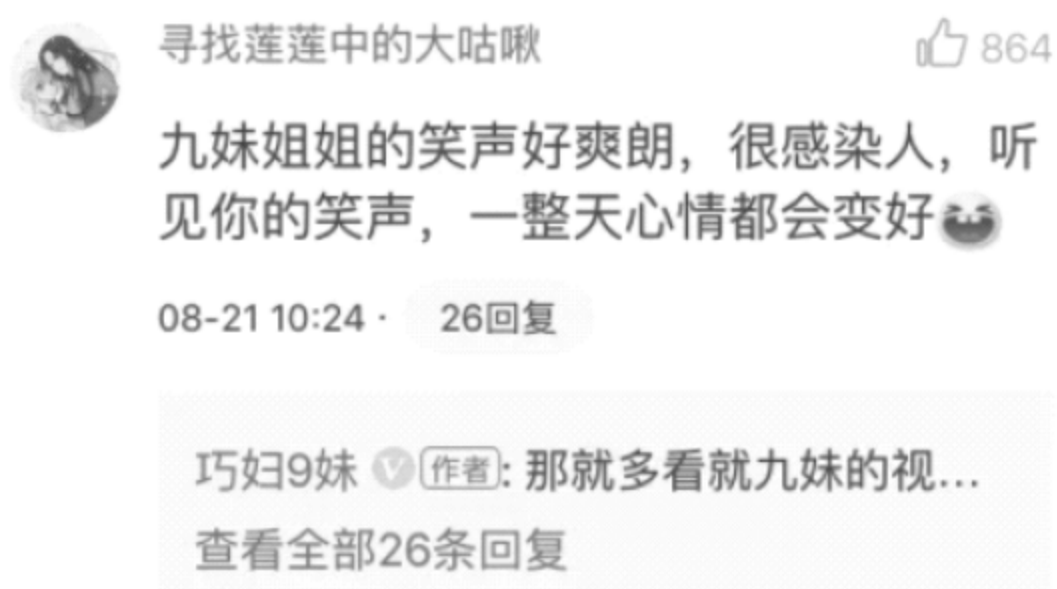 寻找莲莲中的大咕啾
864
九妹姐姐的笑声好爽朗，很感染人，听
见你的笑声，一整天心情都会变好
08-21 10:24 · 26回复
巧妇9妹 V 作者: 那就多看就九妹的视...
查看全部26条回复